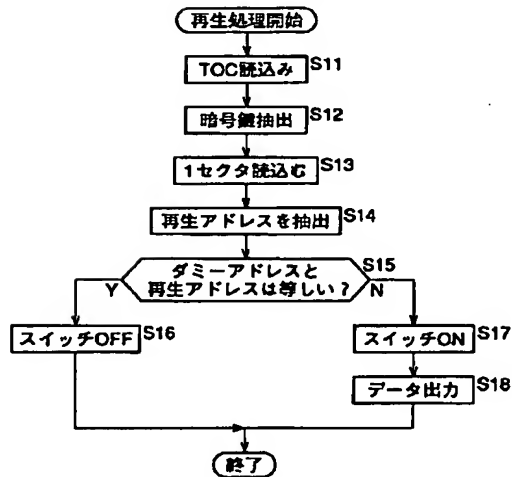 再生処理開始
TOC読込み S11
暗号鍵抽出 S12
1セクタ読込む S13
再生アドレスを抽出 S14
ダミーアドレスと S15
再生アドレスは等しい?
Y N
スイッチOFF S16
スイッチON S17
データ出力 S18
終了